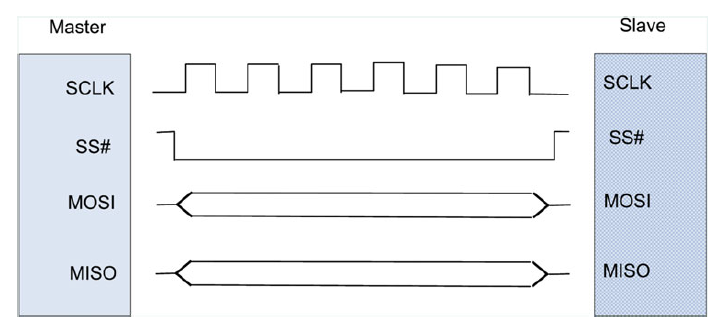 Master
Slave
SCLK
SCLK
SS#
SS#
MOSI
MOSI
MISO
MISO